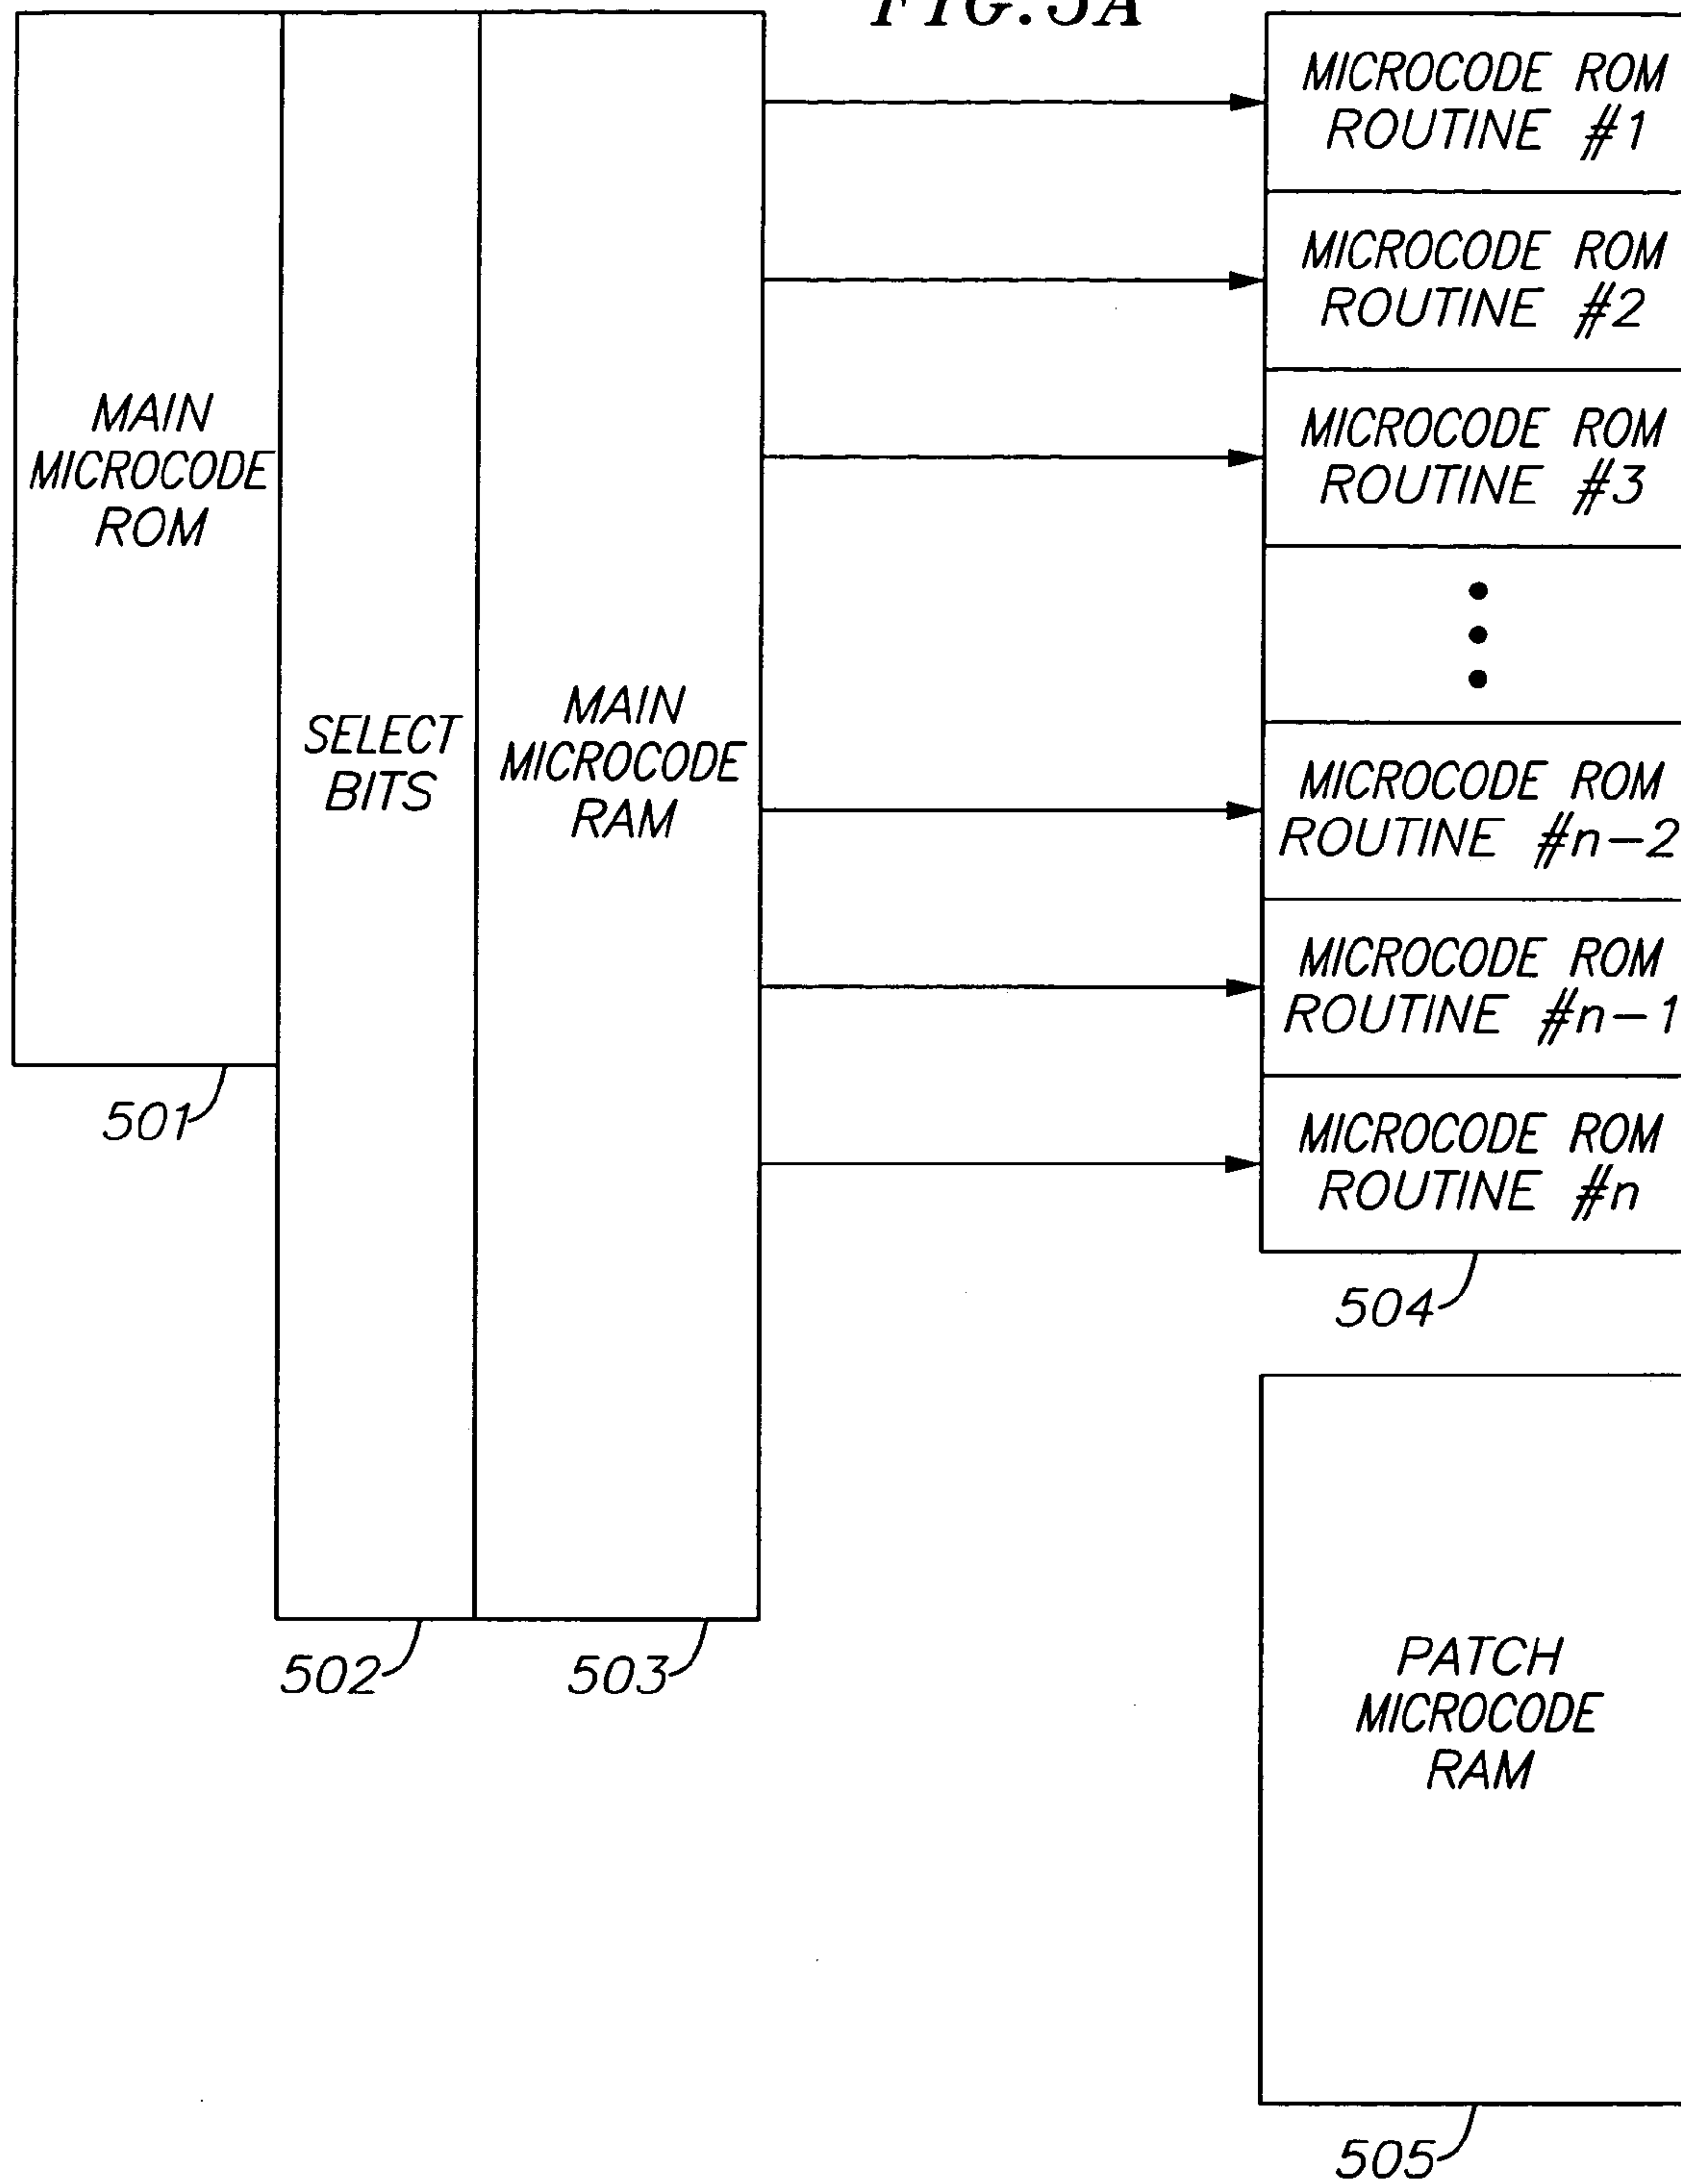 FIG. 5A
MAIN
MICROCODE
ROM
501
SELECT
BITS
502
MAIN
MICROCODE
RAM
503
MICROCODE ROM
ROUTINE #1
MICROCODE ROM
ROUTINE #2
MICROCODE ROM
ROUTINE #3
MICROCODE ROM
ROUTINE #n-2
MICROCODE ROM
ROUTINE #n-1
MICROCODE ROM
ROUTINE #n
504
PATCH
MICROCODE
RAM
505